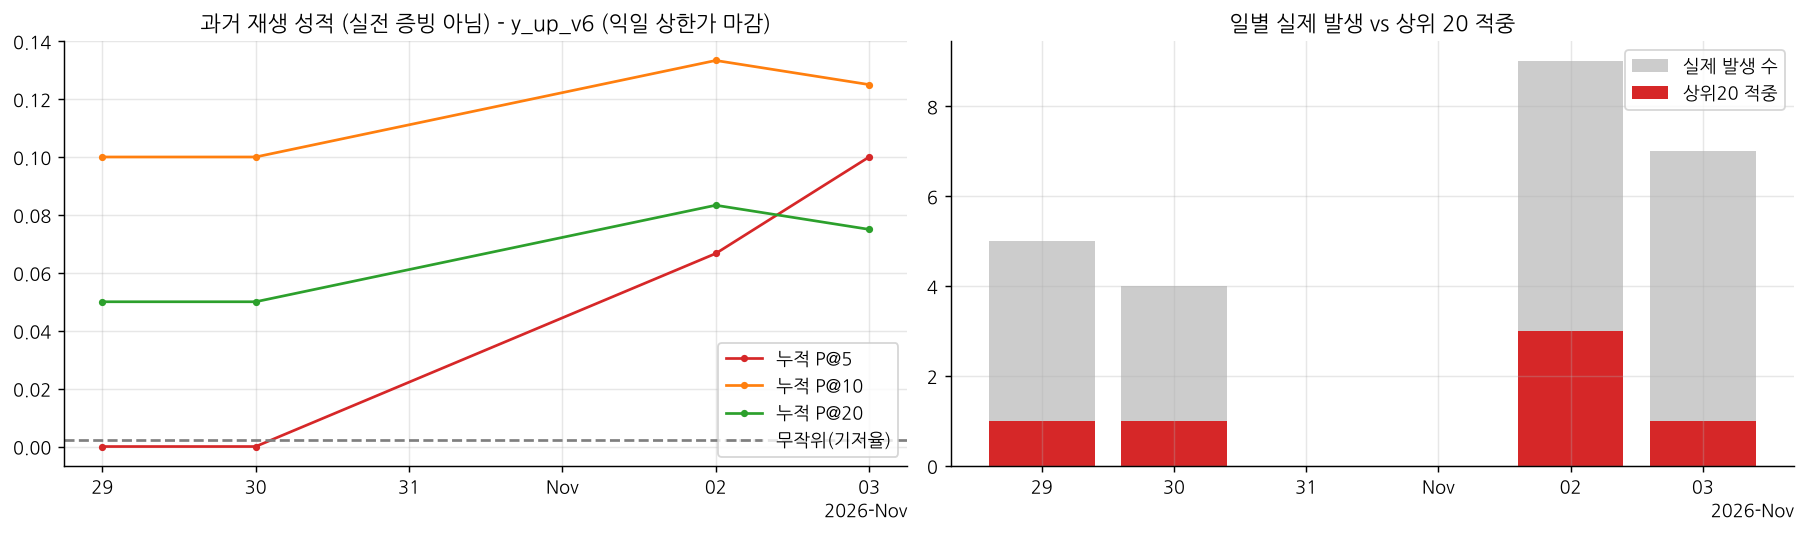 과거 재생 성적 (실전 증빙 아님) - y_up_v6 (익일 상한가 마감)
0.14
0.12
0.10
0.08
0.06
0.04
0.02
0.00
누적 P@5
누적 P@10
누적 P@20
무작위(기저율)
29 30 31 Nov 02 03
2026-Nov
일별 실제 발생 vs 상위 20 적중
8
6
4
2
0
실제 발생 수
상위20 적중
29 30 31 Nov 02 03
2026-Nov